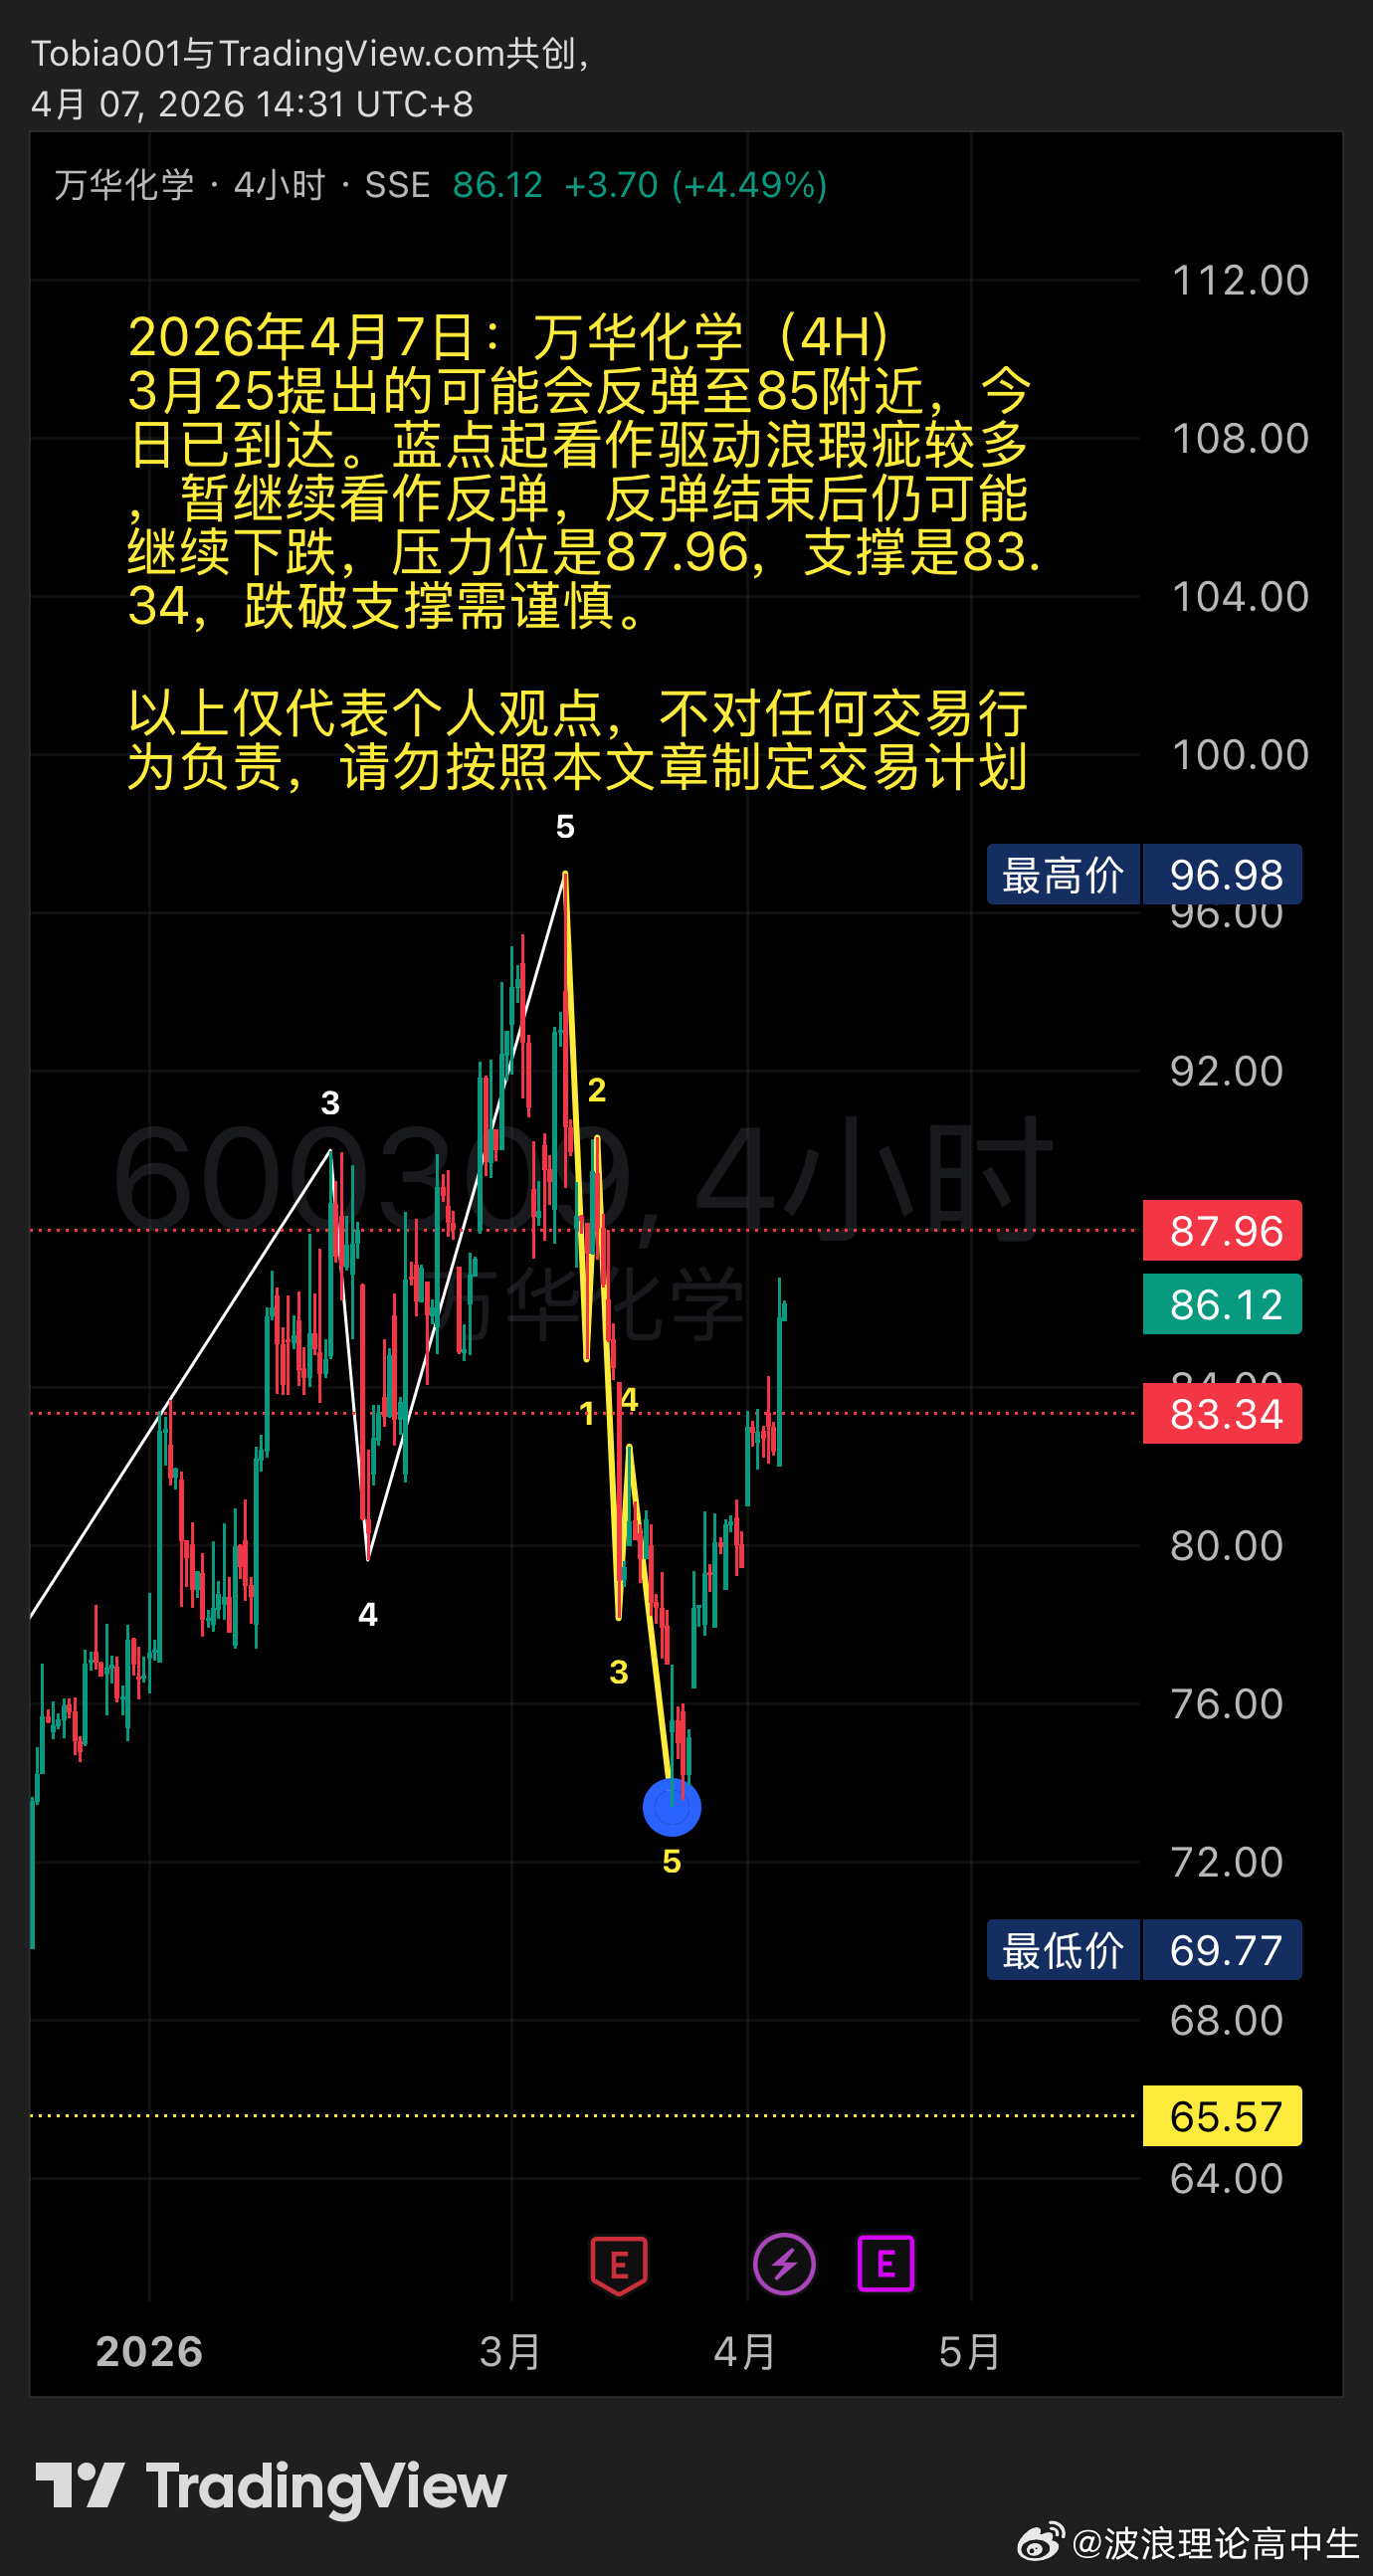 Tobia001与TradingView.com共创，
4月 07, 2026 14:31 UTC+8
万华化学 · 4小时 · SSE 86.12 +3.70 (+4.49%)
112.00
2026年4月7日：万华化学（4H）
3月25提出的可能会反弹至85附近，今
日已到达。蓝点起看作驱动浪瑕疵较多
，暂继续看作反弹，反弹结束后仍可能
继续下跌，压力位是87.96，支撑是83.
34，跌破支撑需谨慎。
108.00
104.00
以上仅代表个人观点，不对任何交易行
为负责，请勿按照本文章制定交易计划
100.00
5
最高价 96.98
96.00
92.00
2
3
600309, 4小时
万华化学
87.96
86.12
84.00
83.34
1
4
80.00
4
3
76.00
5
72.00
最低价 69.77
68.00
65.57
64.00
E
E
2026 3月 4月 5月
TradingView
@波浪理论高中生